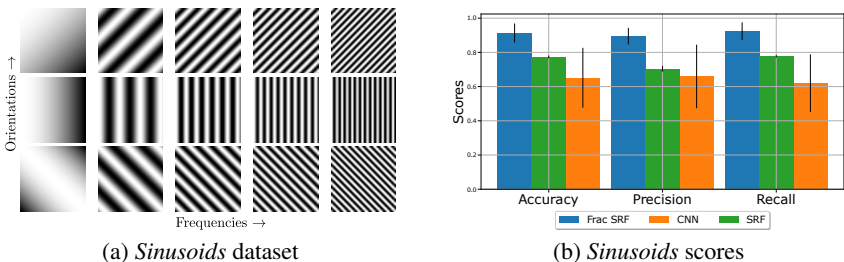 Orientations →
Frequencies →
(a) Sinusoids dataset
Scores
1.0
0.8
0.6
0.4
0.2
0.0
Accuracy Precision Recall
Frac SRF CNN SRF
(b) Sinusoids scores